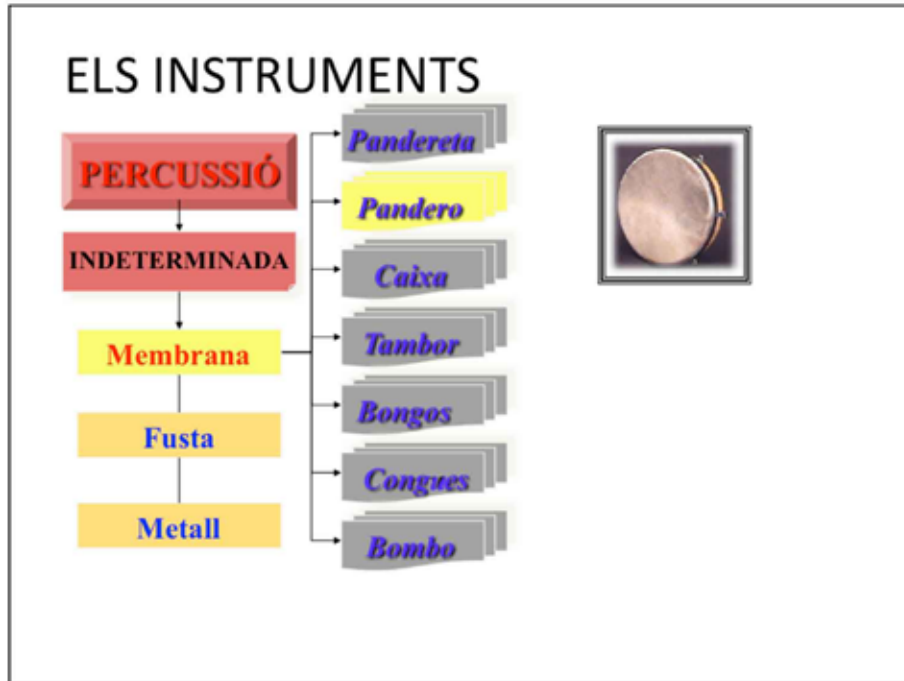 ELS INSTRUMENTS
PERCUSSIÓ
INDETERMINADA
Membrana
Fusta
Metall
Pandereta
Pandero
Caixa
Tambor
Bongos
Congues
Bombo